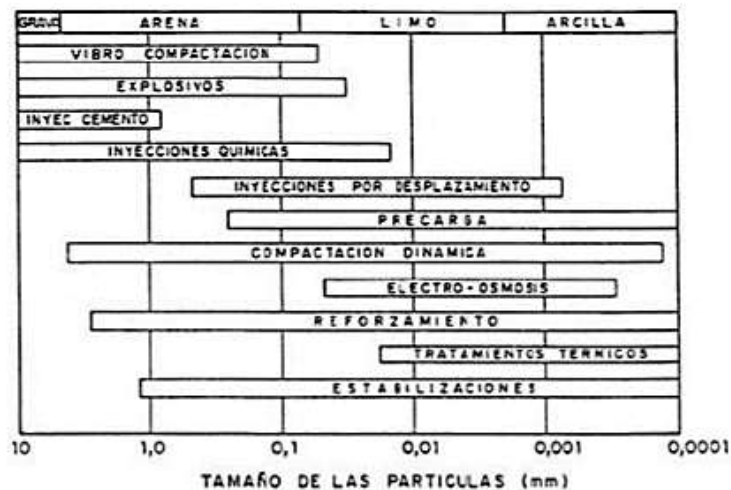 GRAVA ARENA LIMO ARCILLA
VIBRO COMPACTACION
EXPLOSIVOS
INYEC CEMENTO
INYECCIONES QUIMICAS
INYECCIONES POR DESPLAZAMIENTO
PRECARGA
COMPACTACION DINAMICA
ELECTRO-OSMOSIS
REFORZAMIENTO
TRATAMIENTOS TERMICOS
ESTABILIZACIONES
10 1,0 0,1 0,01 0,001 0,0001
TAMAÑO DE LAS PARTICULAS (mm)